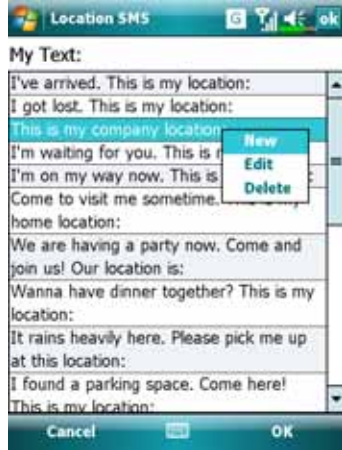 Location SMS
G
ok
My Text:
I've arrived. This is my location:
I got lost. This is my location:
This is my company location
New
I'm waiting for you. This is
Edit
I'm on my way now. This is
Delete
Come to visit me sometime.
home location:
We are having a party now. Come and
join us! Our location is:
Wanna have dinner together? This is my
location:
It rains heavily here. Please pick me up
at this location:
I found a parking space. Come here!
This is my location:
Cancel
OK